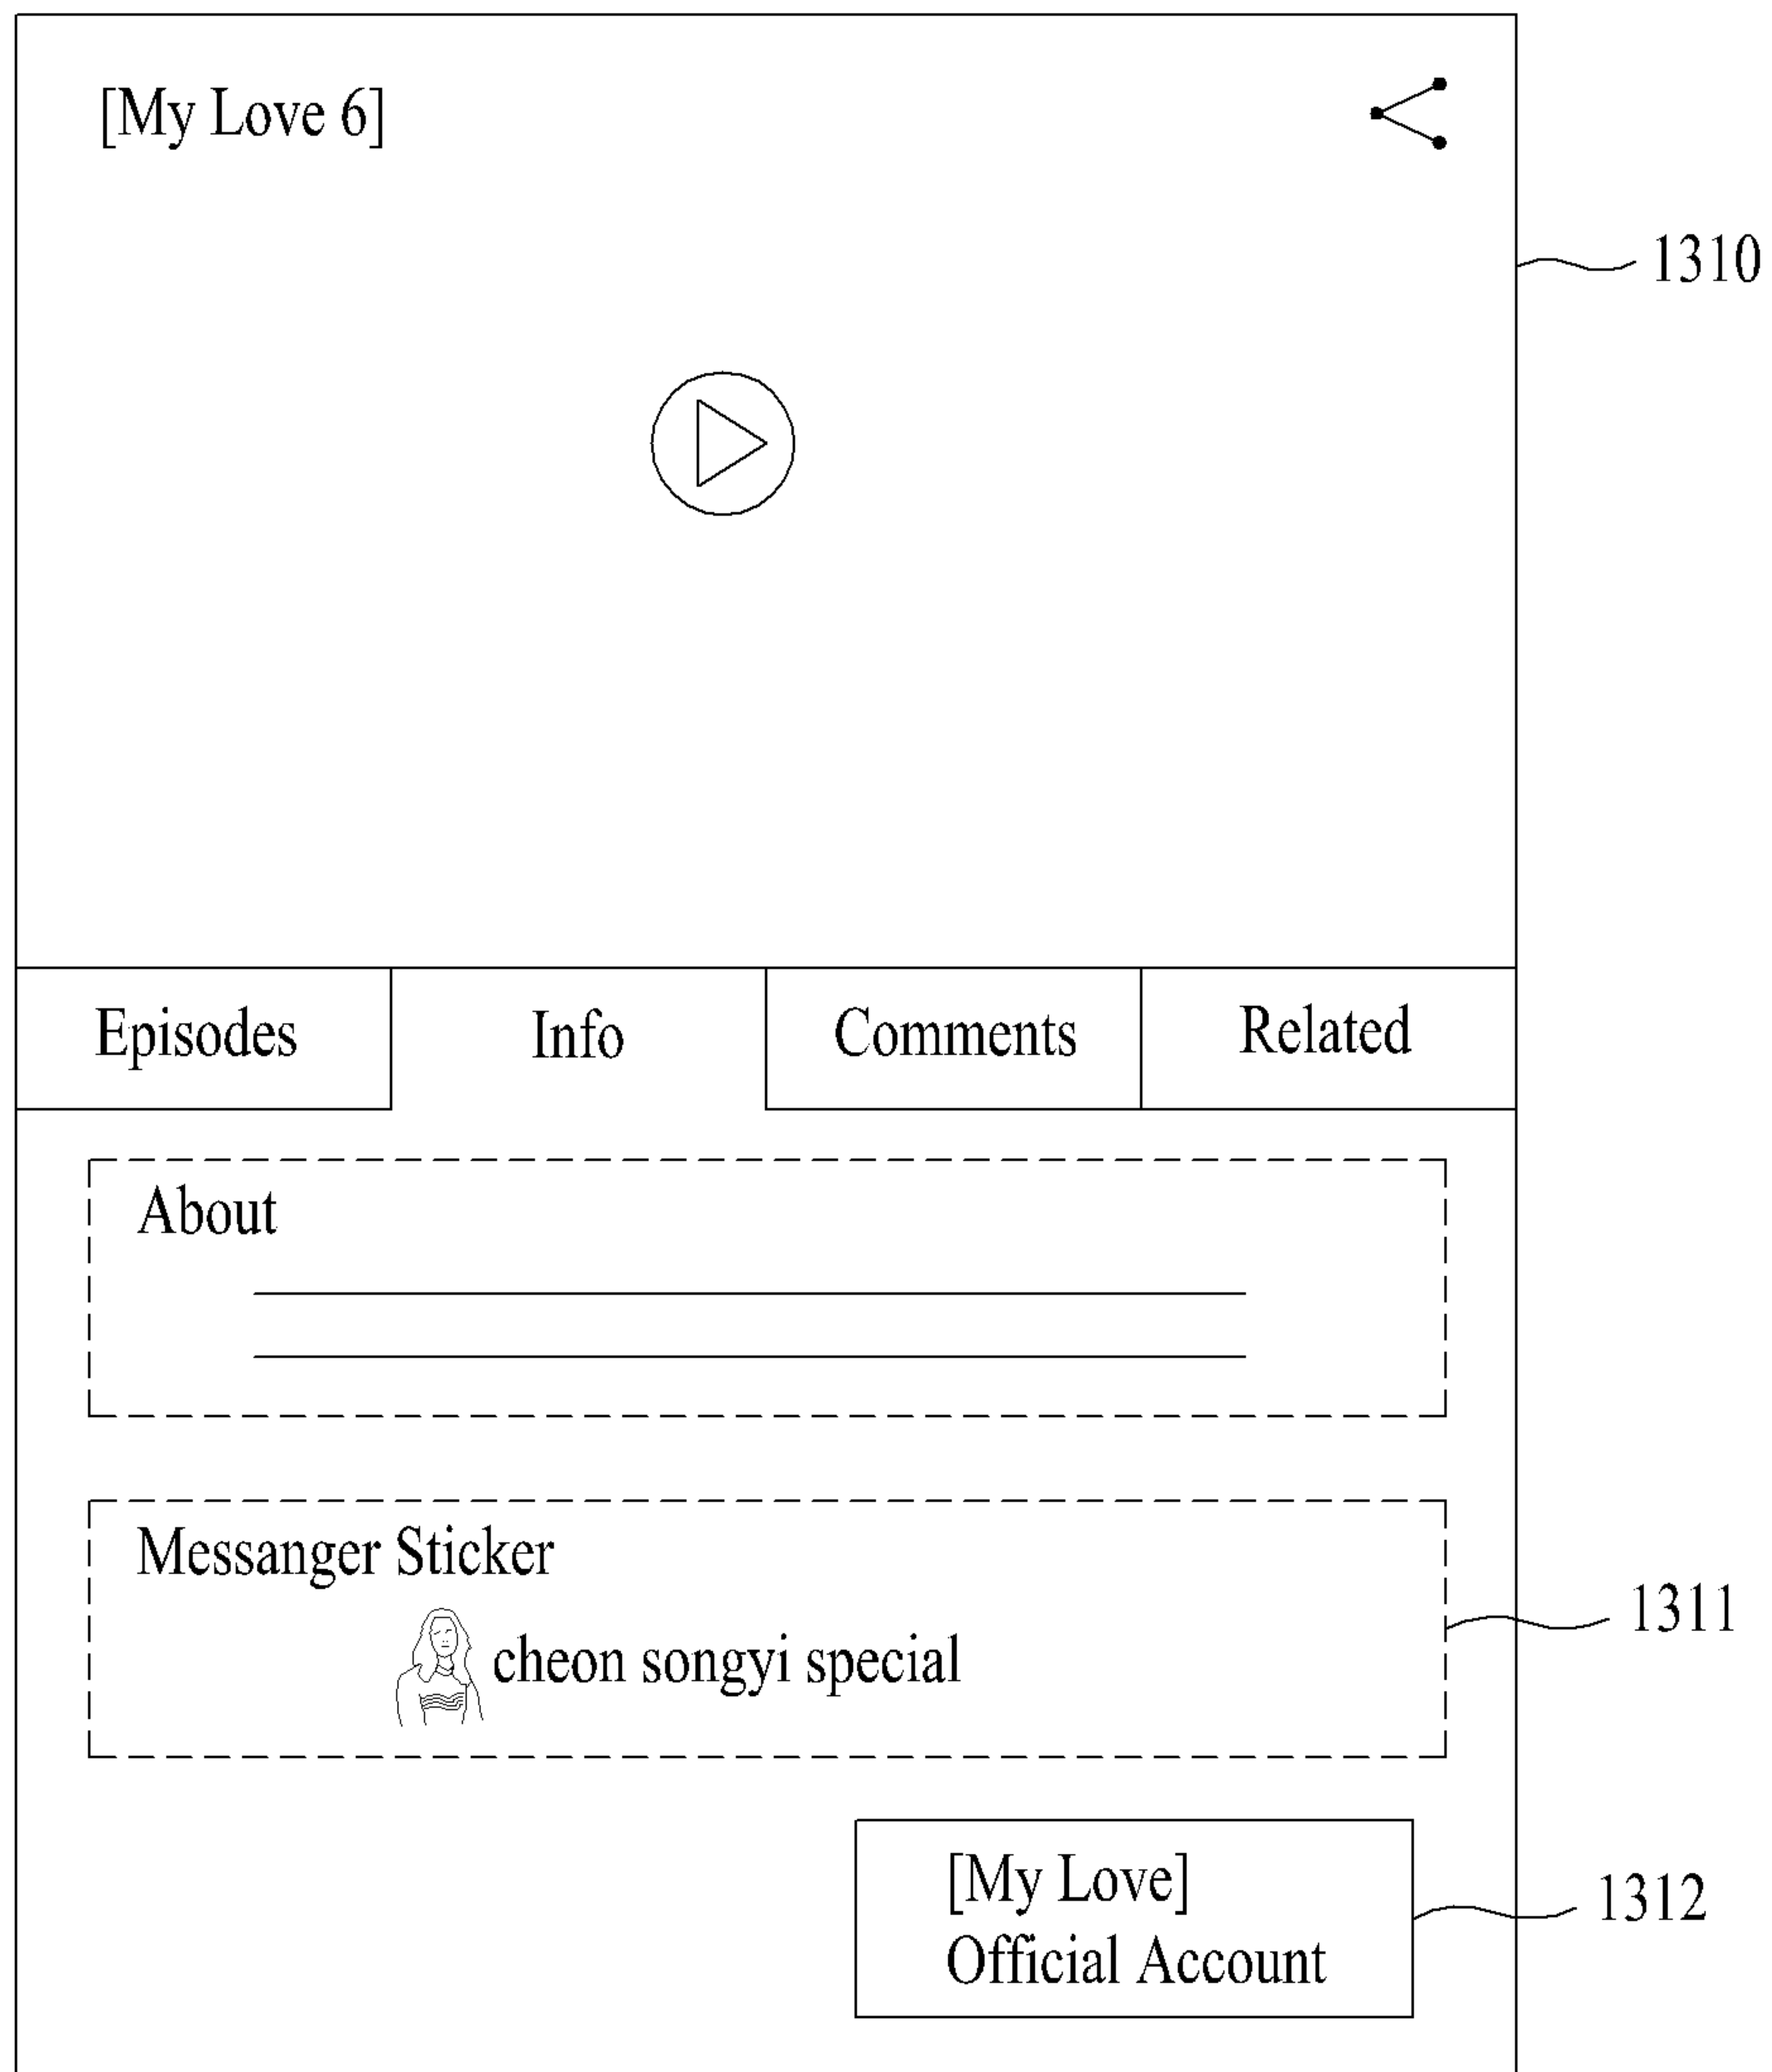 [My Love 6]
1310
Episodes Info Comments Related
About
Messanger Sticker
cheon songyi special
1311
[My Love]
Official Account
1312